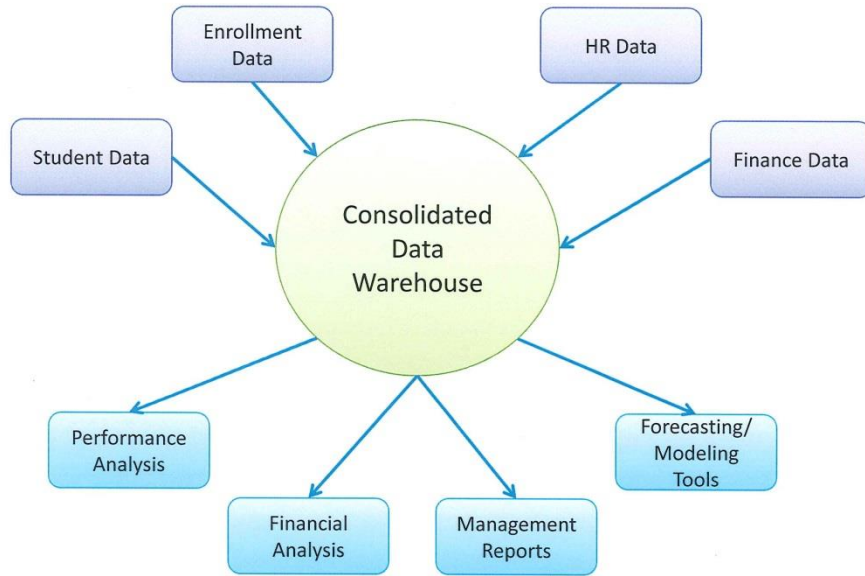 Enrollment
Data
HR Data
Student Data
Finance Data
Consolidated
Data
Warehouse
Performance
Analysis
Financial
Analysis
Management
Reports
Forecasting/
Modeling
Tools